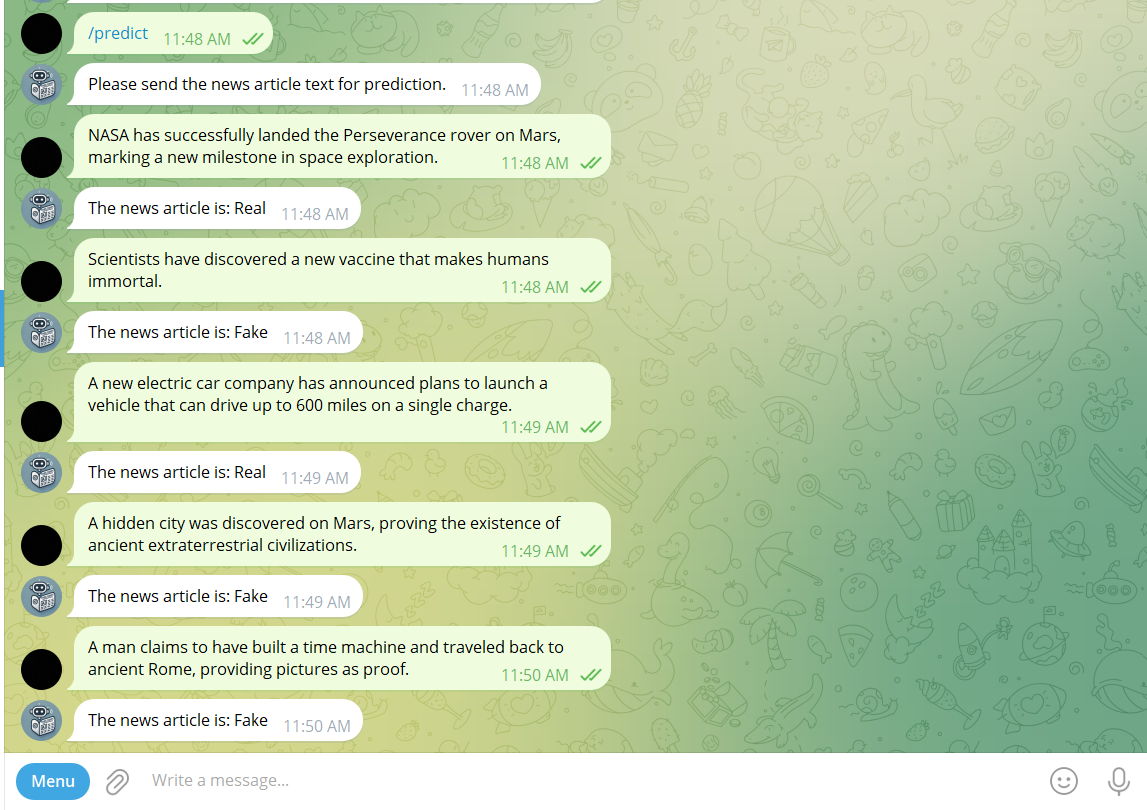 /predict 11:48 AM
Please send the news article text for prediction. 11:48 AM
NASA has successfully landed the Perseverance rover on Mars,
marking a new milestone in space exploration. 11:48 AM
The news article is: Real 11:48 AM
Scientists have discovered a new vaccine that makes humans
immortal. 11:48 AM
The news article is: Fake 11:48 AM
A new electric car company has announced plans to launch a
vehicle that can drive up to 600 miles on a single charge.
11:49 AM
The news article is: Real 11:49 AM
A hidden city was discovered on Mars, proving the existence of
ancient extraterrestrial civilizations. 11:49 AM
The news article is: Fake 11:49 AM
A man claims to have built a time machine and traveled back to
ancient Rome, providing pictures as proof. 11:50 AM
The news article is: Fake 11:50 AM
Menu Write a message...